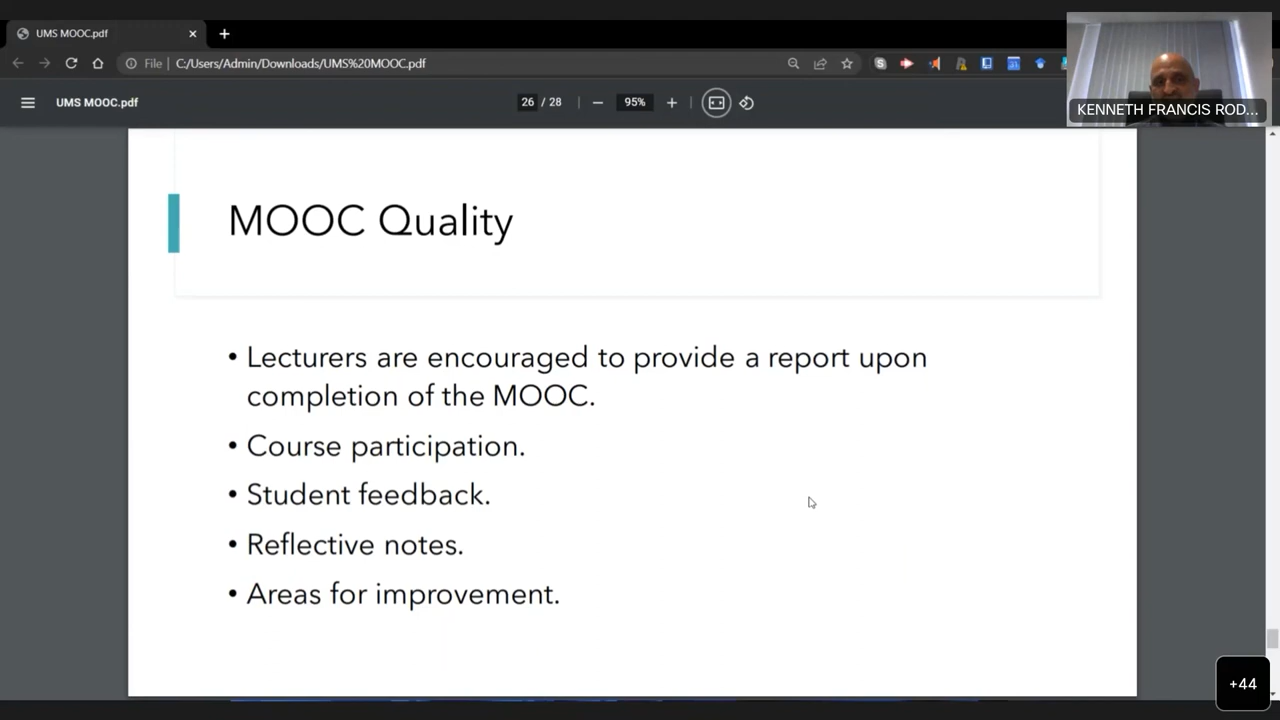 UMS MOOC.pdf
File C:/Users/Admin/Downloads/UMS%20MOOC.pdf
UMS MOOC.pdf
26 / 28
95%
KENNETH FRANCIS ROD...
MOOC Quality
• Lecturers are encouraged to provide a report upon
completion of the MOOC.
• Course participation.
• Student feedback.
• Reflective notes.
• Areas for improvement.
+44